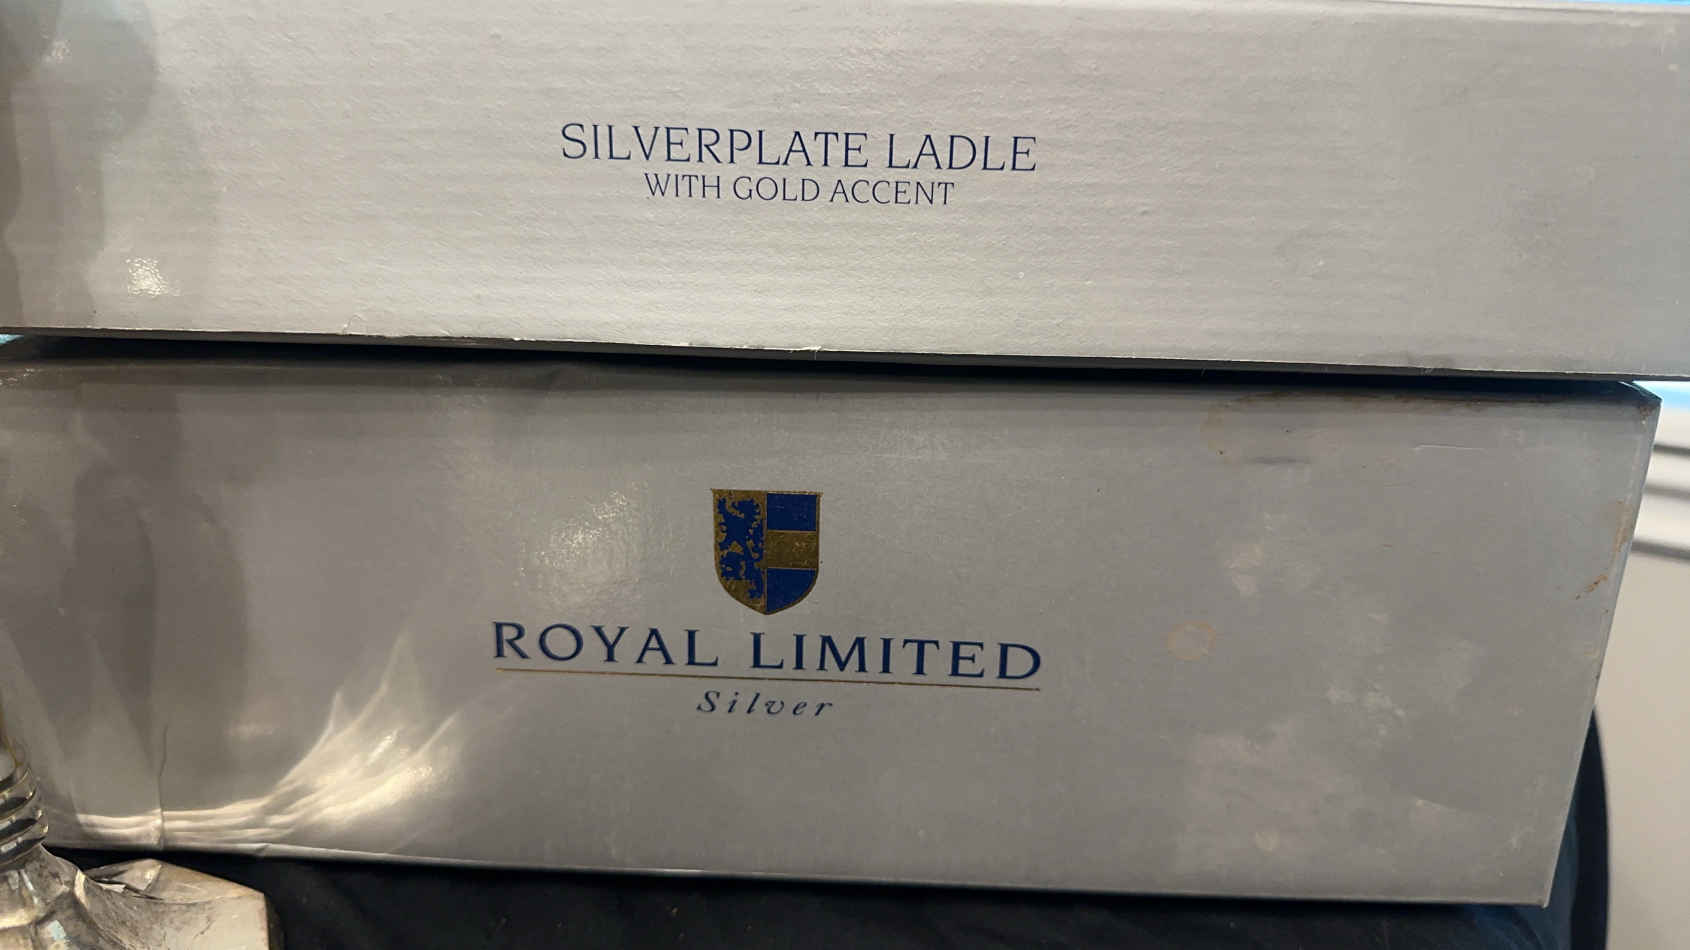 SILVERPLATE LADLE
WITH GOLD ACCENT
ROYAL LIMITED
Silver